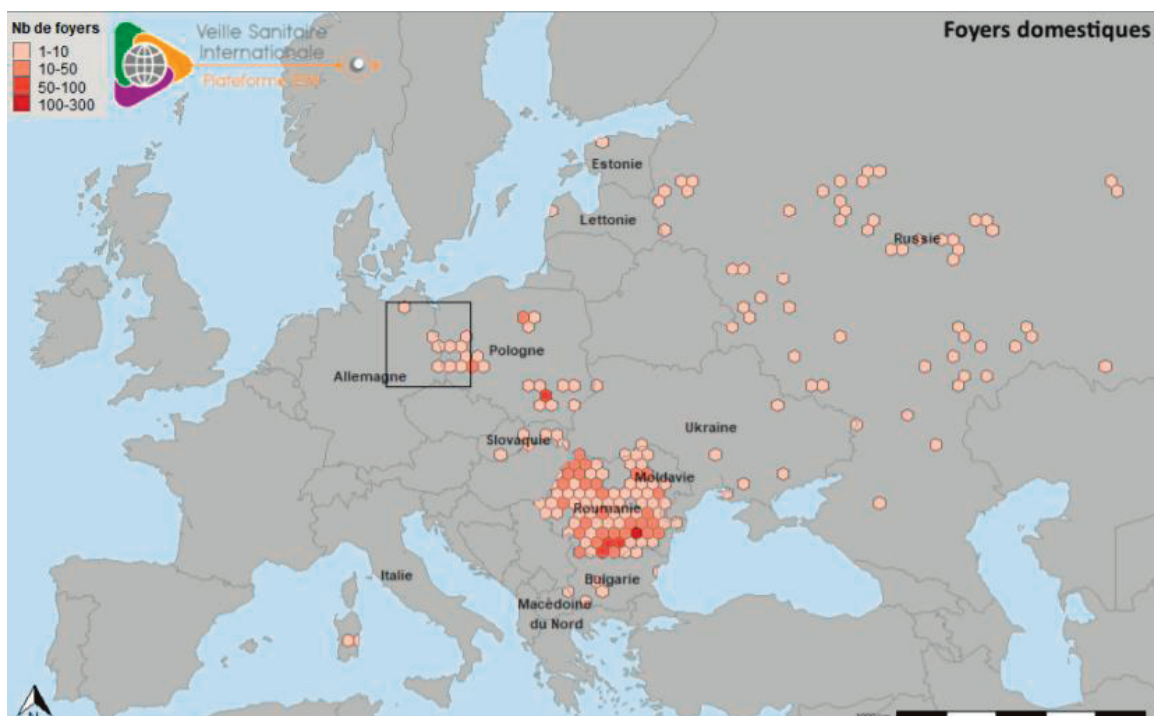 Nb de foyers
1-10
10-50
50-100
100-300
Veille Sanitaire
Internationale
Plateforme ESA
Foyers domestiques
Estonie
Lettonie
Russie
Pologne
Allemagne
Ukraine
Slovaquie
Moldavie
Roumanie
Italie
Bulgarie
Macédoine
du Nord
N